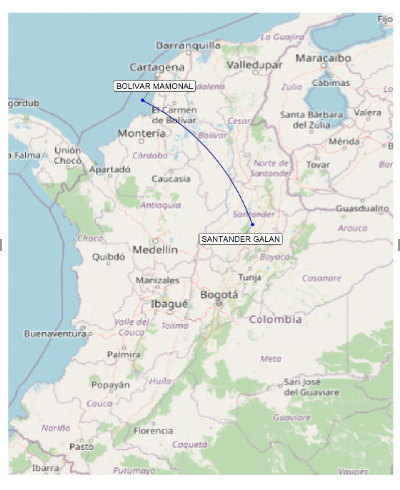 Fijo
La Guajira
Barranquilla
Maracaibo
Cartagena
Valledupar
Zulia
Cabimas
BOLIVAR MAMONAL
dalena
gordub
El Carmen
de Bolívar
Cesar
Santa Bárbara
del Zulia
Valera
Montería
Bolívar
Mérida
Bar
Unión
Chocó
a Palma
Córdoba
Norte de
Santander
Tovar
Apartadó
Caucasia
Guasdualito
Antioquia
Santander
Arauca
Chocó
SANTANDER GALAN
Medellín
Quibdó
Boyacá
Tunja
Casanare
Manizales
Bogotá
Ibagué
Colombia
Valle del
Cauca
Tolima
Buenaventura
Palmira
Meta
Huila
San José
del Guaviare
Popayán
Cauca
Guaviare
Nariño
Florencia
Pasto
Caquetá
Ibarra
Putumayo
Vaupés